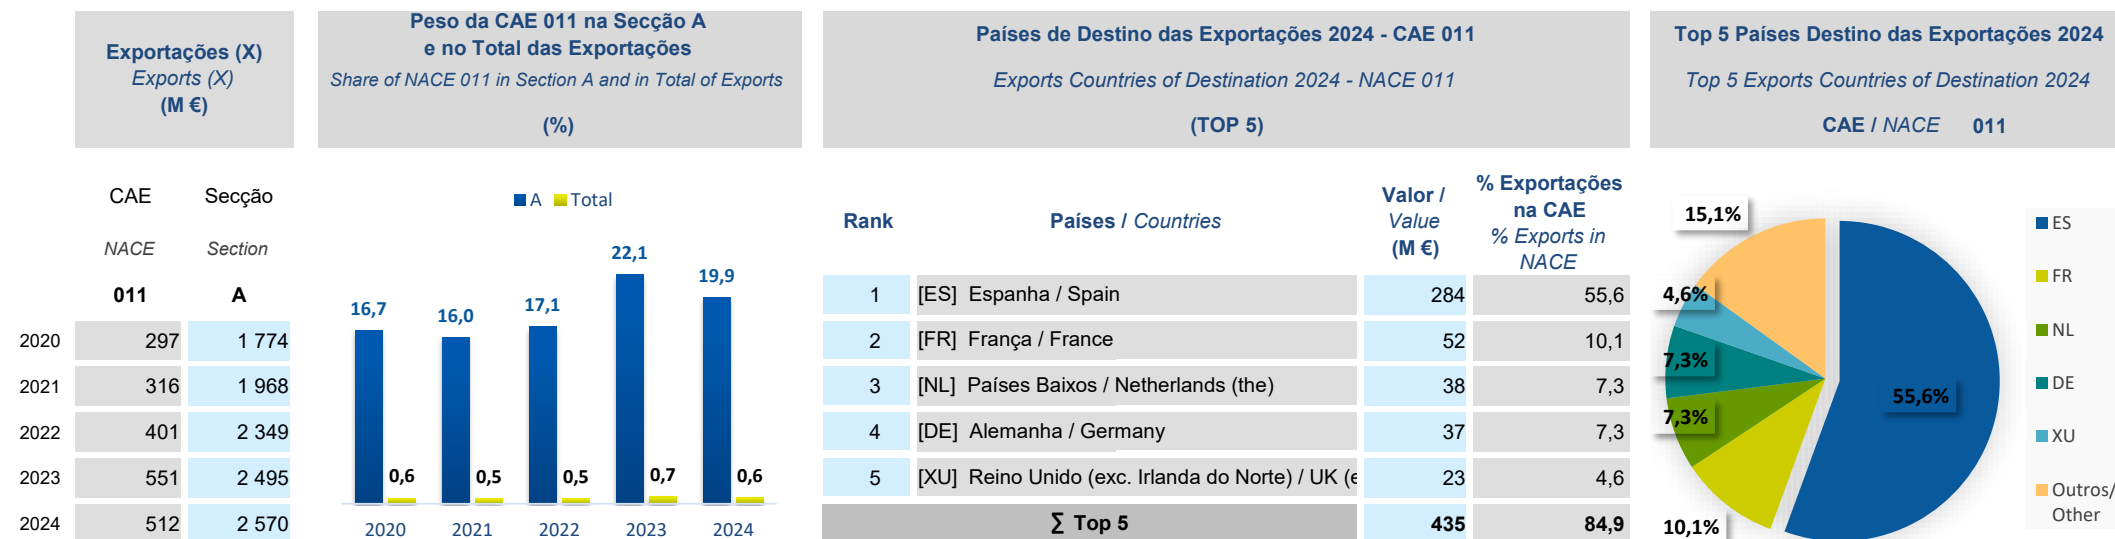 Exportações (X)
Exports (X)
(M €)
Peso da CAE 011 na Secção A
e no Total das Exportações
Share of NACE 011 in Section A and in Total of Exports
(%)
Países de Destino das Exportações 2024 - CAE 011
Exports Countries of Destination 2024 - NACE 011
(TOP 5)
Top 5 Países Destino das Exportações 2024
Top 5 Exports Countries of Destination 2024
CAE / NACE 011
CAE Secção
NACE Section
011 A
2020 297 1 774
2021 316 1 968
2022 401 2 349
2023 551 2 495
2024 512 2 570
A Total
16,7
16,0
17,1
22,1
19,9
0,6
0,5
0,5
0,7
0,6
2020 2021 2022 2023 2024
Rank
Países / Countries
Valor /
Value
(M €)
% Exportações
na CAE
% Exports in
NACE
1 [ES] Espanha / Spain 284 55,6
2 [FR] França / France 52 10,1
3 [NL] Países Baixos / Netherlands (the) 38 7,3
4 [DE] Alemanha / Germany 37 7,3
5 [XU] Reino Unido (exc. Irlanda do Norte) / UK (e 23 4,6
∑ Top 5 435 84,9
15,1%
4,6%
7,3%
7,3%
10,1%
55,6%
ES
FR
NL
DE
XU
Outros/
Other